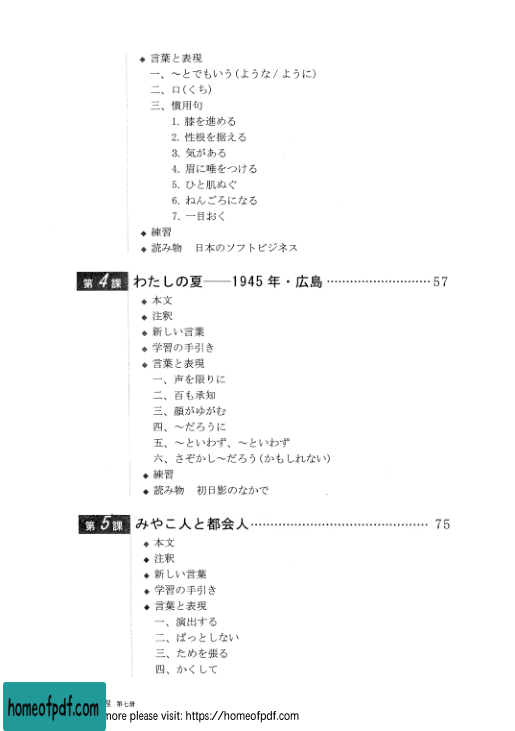 ◆ 言葉と表現
一、～とでもいう(ような/ように)
二、口(くち)
三、慣用句
1. 膝を進める
2. 性根を据える
3. 気がある
4. 眉に唾をつける
5. ひと肌ぬぐ
6. ねんごろになる
7. 一目おく
◆ 練習
◆ 読み物 日本のソフトビジネス
第4課 わたしの夏――1945年・広島 ………………………57
◆ 本文
◆ 注釈
◆ 新しい言葉
◆ 学習の手引き
◆ 言葉と表現
一、声を限りに
二、百も承知
三、顔がゆがむ
四、～だろうに
五、～といわず、～といわず
六、さぞかし～だろう(かもしれない)
◆ 練習
◆ 読み物 初日影のなかで
第5課 みやこ人と都会人……………………………………… 75
◆ 本文
◆ 注釈
◆ 新しい言葉
◆ 学習の手引き
◆ 言葉と表現
一、演出する
二、ぱっとしない
三、ためを張る
四、かくして
程 第七册
homeofpdf.com
more please visit: https://homeofpdf.com